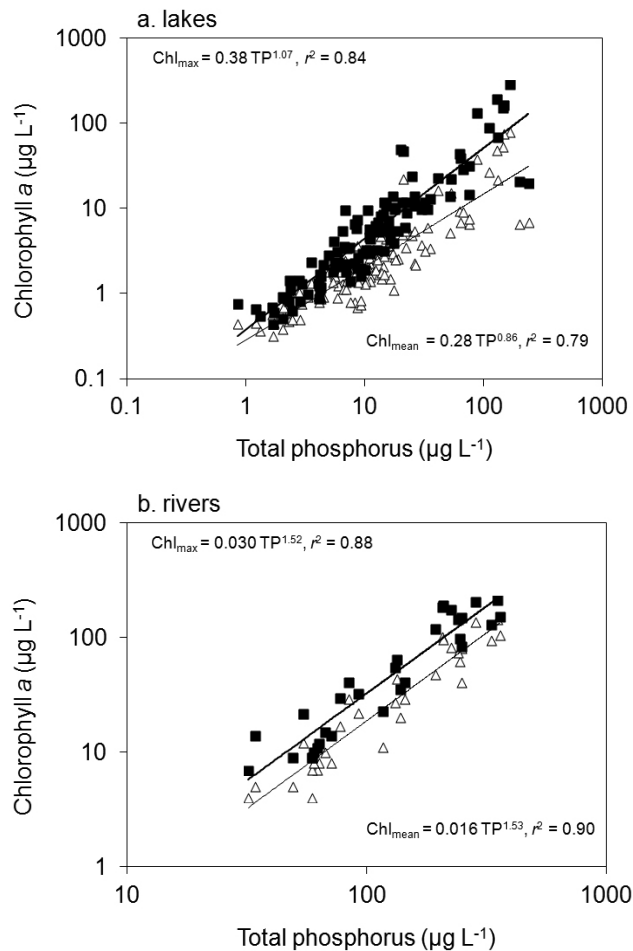 a. lakes
1000
Chlmax = 0.38 TP1.07, r2 = 0.84
100
10
1
0.1
Chlmean = 0.28 TP0.86, r2 = 0.79
0.1 1 10 100 1000
Chlorophyll a (µg L-1)
Total phosphorus (µg L-1)
b. rivers
1000
Chlmax = 0.030 TP1.52, r2 = 0.88
100
10
1
Chlmean = 0.016 TP1.53, r2 = 0.90
10 100 1000
Chlorophyll a (µg L-1)
Total phosphorus (µg L-1)